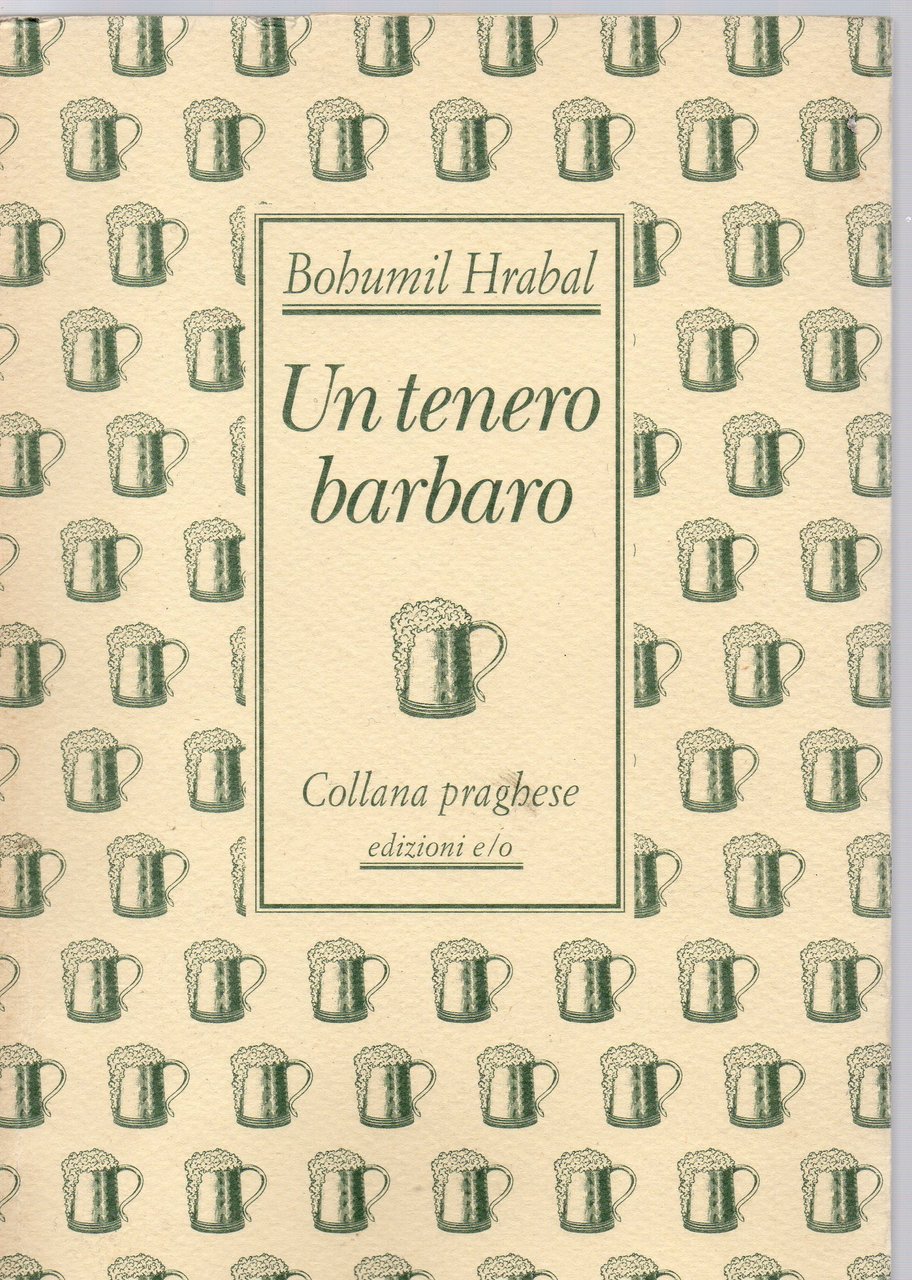 Bohumil Hrabal
Un tenero
barbaro
Collana praghese
edizioni e/o